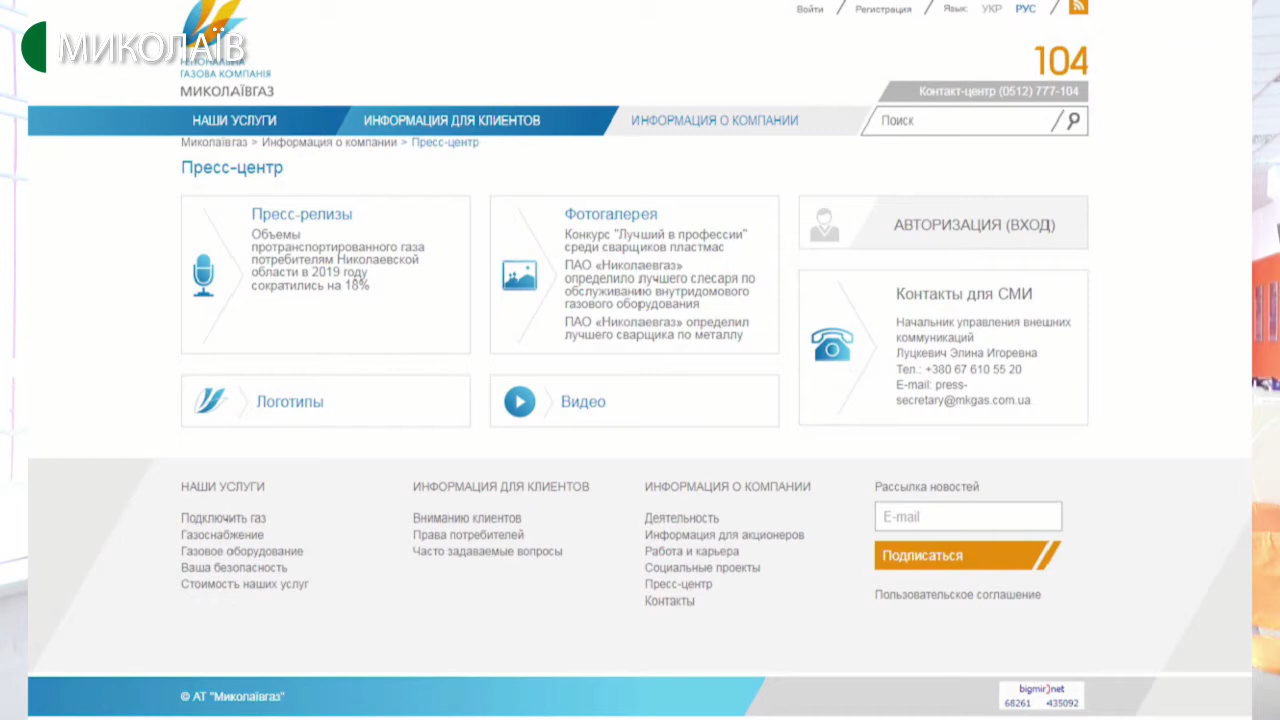 МИКОЛАЇВ
ГАЗОВА КОМПАНІЯ
МИКОЛАЇВГАЗ
Войти
Регистрация
Язык:
УКР
РУС
104
Контакт-центр (0512) 777-104
НАШИ УСЛУГИ
ИНФОРМАЦИЯ ДЛЯ КЛИЕНТОВ
ИНФОРМАЦИЯ О КОМПАНИИ
Поиск
Миколаївгаз > Информация о компании > Пресс-центр
Пресс-центр
Пресс-релизы
Объемы
протранспортированного газа
потребителям Николаевской
области в 2019 году
сократились на 18%
Фотогалерея
Конкурс "Лучший в профессии"
среди сварщиков пластмас
ПАО «Николаевгаз»
определило лучшего слесаря по
обслуживанию внутридомового
газового оборудования
ПАО «Николаевгаз» определил
лучшего сварщика по металлу
АВТОРИЗАЦИЯ (ВХОД)
Контакты для СМИ
Начальник управления внешних
коммуникаций
Луцкевич Элина Игоревна
Тел.: +380 67 610 55 20
E-mail: press-
secretary@mkgas.com.ua
Логотипы
Видео
НАШИ УСЛУГИ
Подключить газ
Газоснабжение
Газовое оборудование
Ваша безопасность
Стоимость наших услуг
ИНФОРМАЦИЯ ДЛЯ КЛИЕНТОВ
Вниманию клиентов
Права потребителей
Часто задаваемые вопросы
ИНФОРМАЦИЯ О КОМПАНИИ
Деятельность
Информация для акционеров
Работа и карьера
Социальные проекты
Пресс-центр
Контакты
Рассылка новостей
E-mail
Подписаться
Пользовательское соглашение
© АТ "Миколаївгаз"
bigmir)net
68261 435092